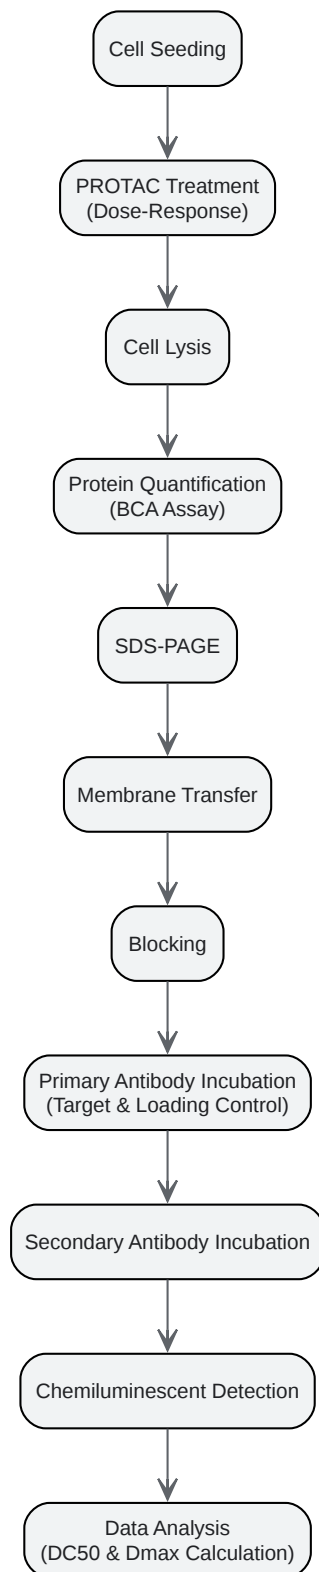 Cell Seeding
PROTAC Treatment
(Dose-Response)
Cell Lysis
Protein Quantification
(BCA Assay)
SDS-PAGE
Membrane Transfer
Blocking
Primary Antibody Incubation
(Target & Loading Control)
Secondary Antibody Incubation
Chemiluminescent Detection
Data Analysis
(DC50 & Dmax Calculation)